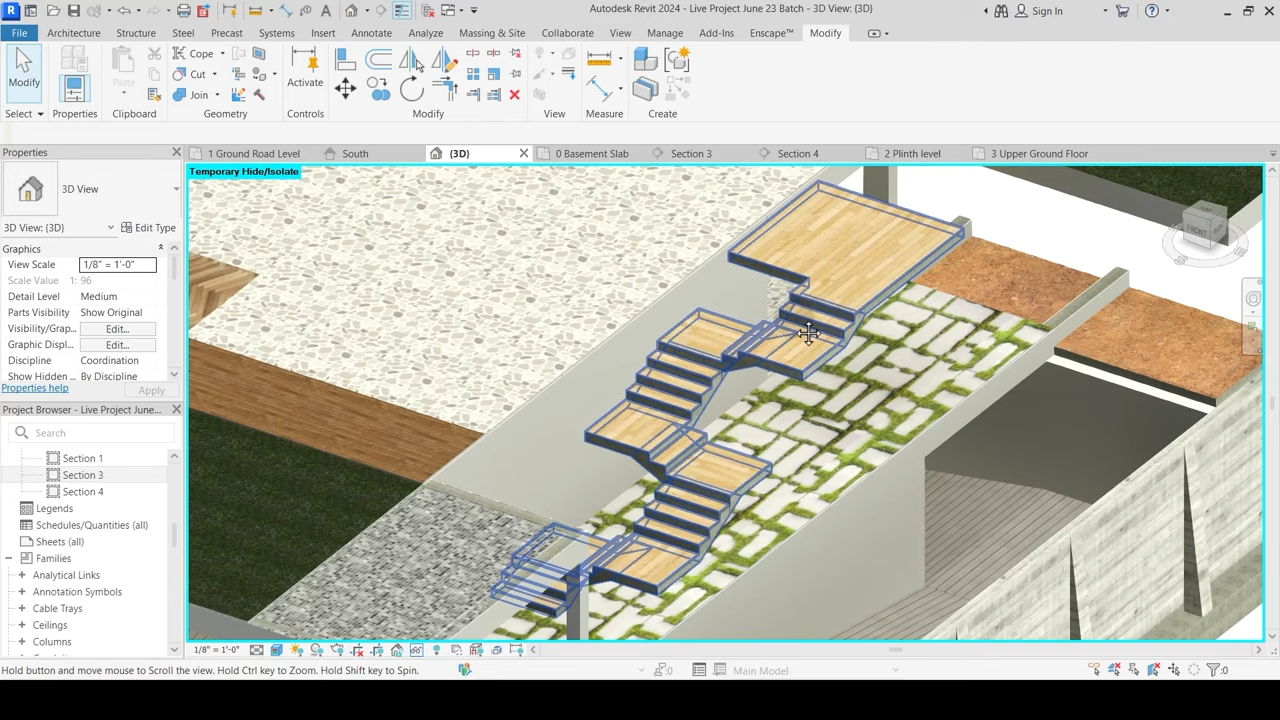 Autodesk Revit 2024 - Live Project June 23 Batch - 3D View: {3D}
Sign In
File Architecture Structure Steel Precast Systems Insert Annotate Analyze Massing & Site Collaborate View Manage Add-Ins Enscape™ Modify
Modify Paste Cope Cut Join Activate
Select Properties Clipboard Geometry Controls Modify View Measure Create
Properties
1 Ground Road Level South {3D} 0 Basement Slab Section 3 Section 4 2 Plinth level 3 Upper Ground Floor
Temporary Hide/Isolate
FRONT
3D View
3D View: {3D} Edit Type
Graphics
View Scale 1/8" = 1'-0"
Scale Value 1: 96
Detail Level Medium
Parts Visibility Show Original
Visibility/Grap... Edit...
Graphic Displ... Edit...
Discipline Coordination
Show Hidden ... By Discipline
Properties help Apply
Project Browser - Live Project June...
Search
Section 1
Section 3
Section 4
Legends
Schedules/Quantities (all)
Sheets (all)
Families
Analytical Links
Annotation Symbols
Cable Trays
Ceilings
Columns
1/8" = 1'-0"
Hold button and move mouse to Scroll the view. Hold Ctrl key to Zoom. Hold Shift key to Spin.
:0 Main Model :0